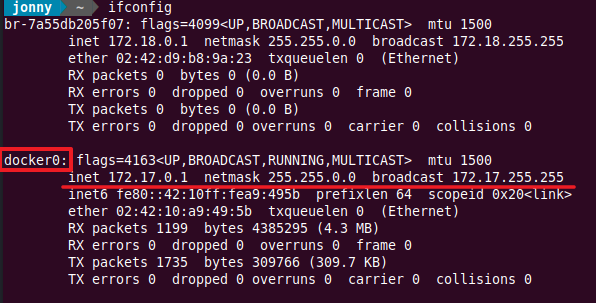 jonny ~ ifconfig
br-7a55db205f07: flags=4099<UP,BROADCAST,MULTICAST>  mtu 1500
        inet 172.18.0.1  netmask 255.255.0.0  broadcast 172.18.255.255
        ether 02:42:d9:b8:9a:23  txqueuelen 0  (Ethernet)
        RX packets 0  bytes 0 (0.0 B)
        RX errors 0  dropped 0  overruns 0  frame 0
        TX packets 0  bytes 0 (0.0 B)
        TX errors 0  dropped 0 overruns 0  carrier 0  collisions 0
docker0: flags=4163<UP,BROADCAST,RUNNING,MULTICAST>  mtu 1500
        inet 172.17.0.1  netmask 255.255.0.0  broadcast 172.17.255.255
        inet6 fe80::42:10ff:fea9:495b  prefixlen 64  scopeid 0x20<link>
        ether 02:42:10:a9:49:5b  txqueuelen 0  (Ethernet)
        RX packets 1199  bytes 4385295 (4.3 MB)
        RX errors 0  dropped 0  overruns 0  frame 0
        TX packets 1735  bytes 309766 (309.7 KB)
        TX errors 0  dropped 0 overruns 0  carrier 0  collisions 0